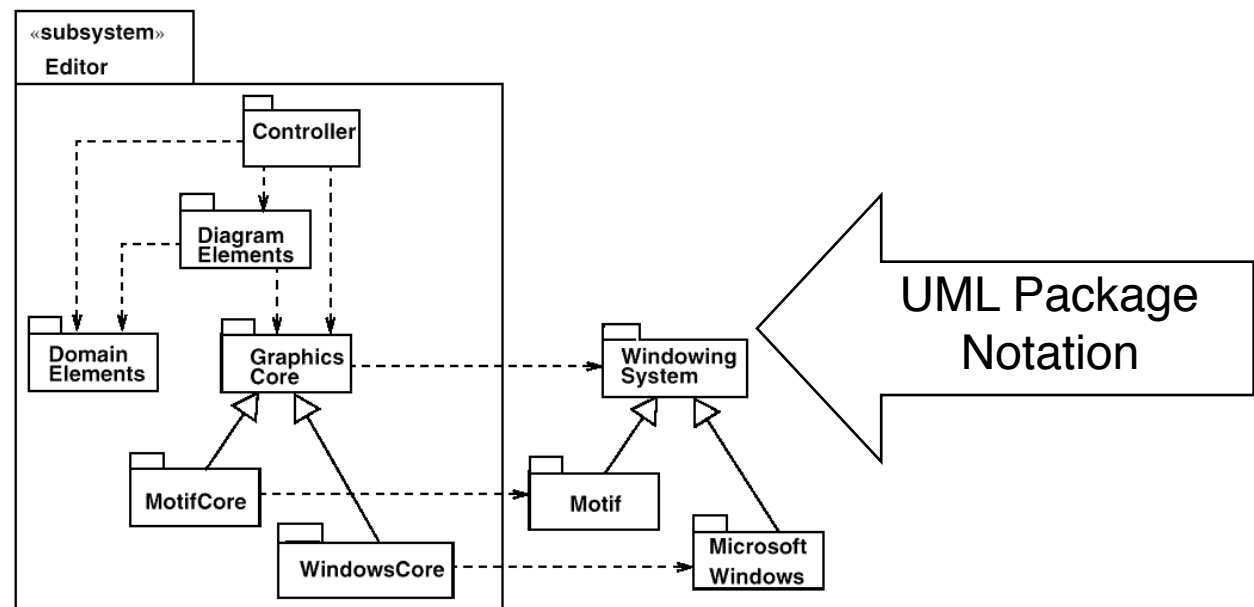 «subsystem»
Editor
Controller
Diagram
Elements
Domain
Elements
Graphics
Core
Windowing
System
UML Package
Notation
MotifCore
Motif
WindowsCore
Microsoft
Windows